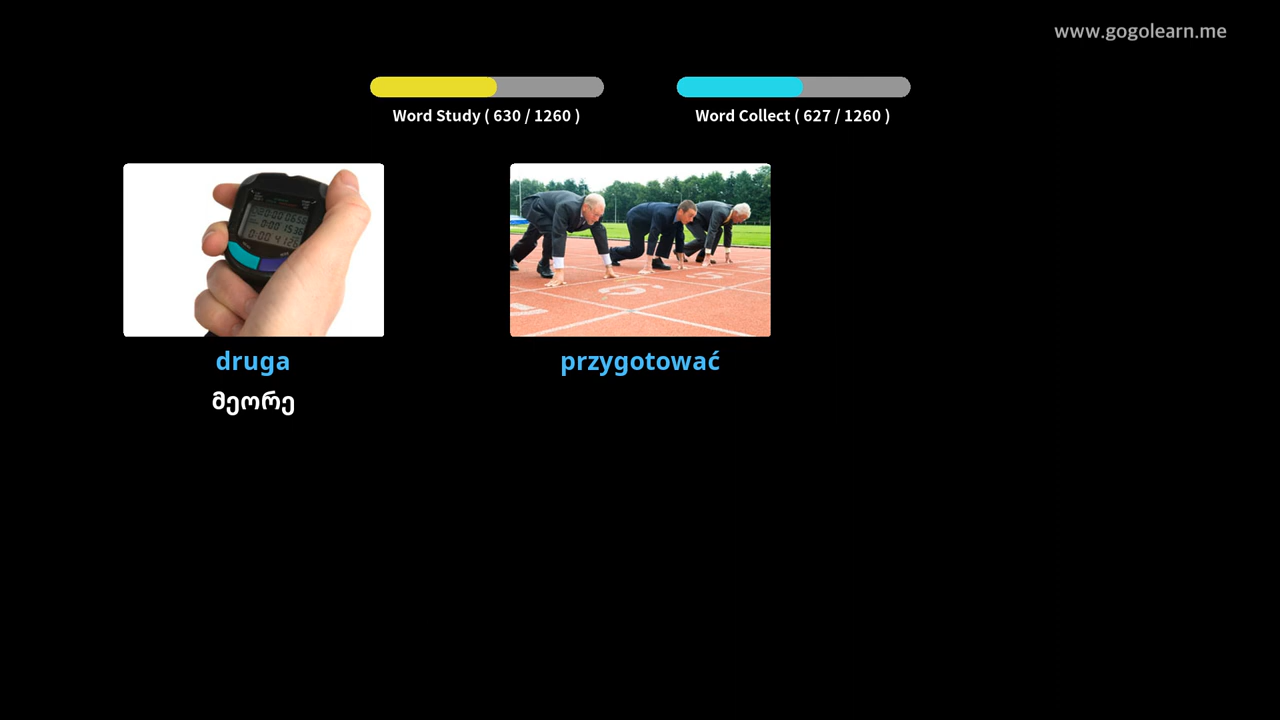 www.gogolearn.me
Word Study ( 630 / 1260 )
Word Collect ( 627 / 1260 )
druga
przygotować
მეორე